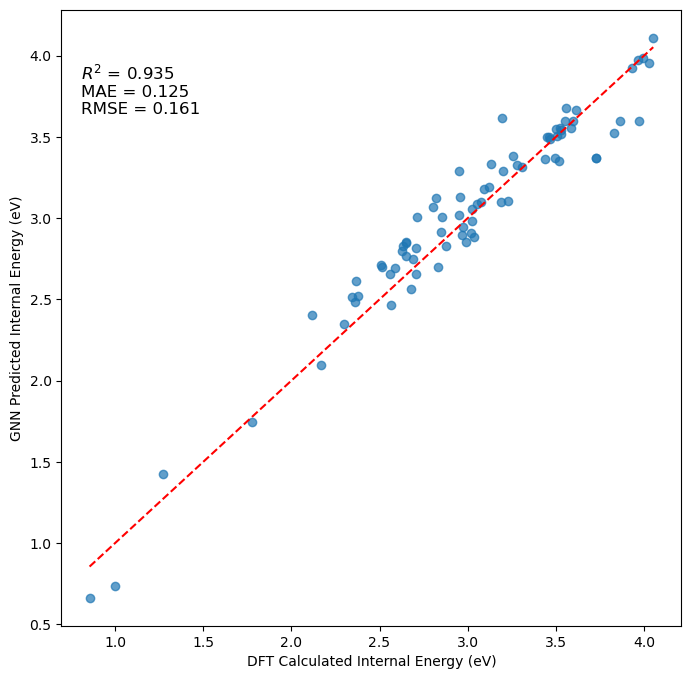 R² = 0.935
MAE = 0.125
RMSE = 0.161
GNN Predicted Internal Energy (eV)
4.0
3.5
3.0
2.5
2.0
1.5
1.0
0.5
1.0 1.5 2.0 2.5 3.0 3.5 4.0
DFT Calculated Internal Energy (eV)